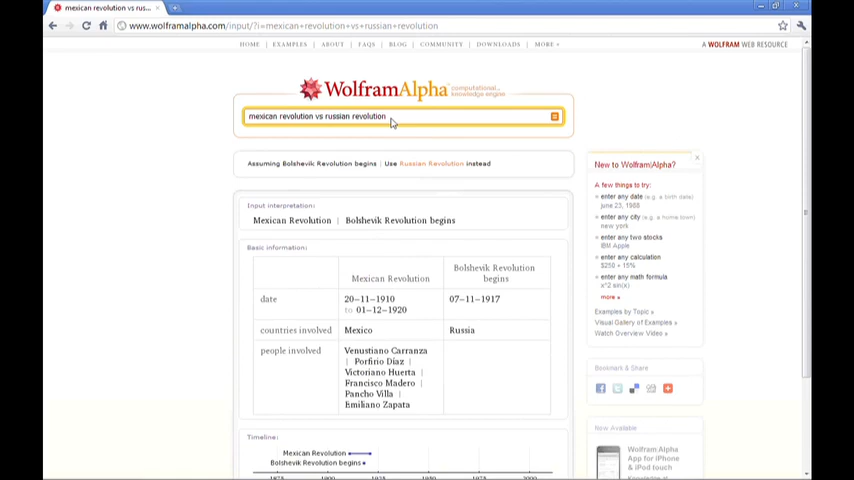 mexican revolution vs rus...
www.wolframalpha.com/input/?i=mexican+revolution+vs+russian+revolution
HOME | EXAMPLES | ABOUT | FAQS | BLOG | COMMUNITY | DOWNLOADS | MORE
A WOLFRAM WEB RESOURCE
WolframAlpha computational...
knowledge engine
mexican revolution vs russian revolution
Assuming Bolshevik Revolution begins | Use Russian Revolution instead
Input interpretation:
Mexican Revolution | Bolshevik Revolution begins
Basic information:
Mexican Revolution
Bolshevik Revolution
begins
date
20-11-1910
to 01-12-1920
07-11-1917
countries involved
Mexico
Russia
people involved
Venustiano Carranza
| Porfirio Díaz |
Victoriano Huerta |
Francisco Madero |
Pancho Villa |
Emiliano Zapata
Timeline:
Mexican Revolution
Bolshevik Revolution begins
1875 1900 1925 1950 1975 2000
New to Wolfram|Alpha?
A few things to try:
enter any date (e.g. a birth date)
june 23, 1988
enter any city (e.g. a home town)
new york
enter any two stocks
IBM Apple
enter any calculation
$250 + 15%
enter any math formula
x^2 sin(x)
more »
Examples by Topic »
Visual Gallery of Examples »
Watch Overview Video »
Bookmark & Share
Now Available
Wolfram Alpha
App for iPhone
& iPod touch